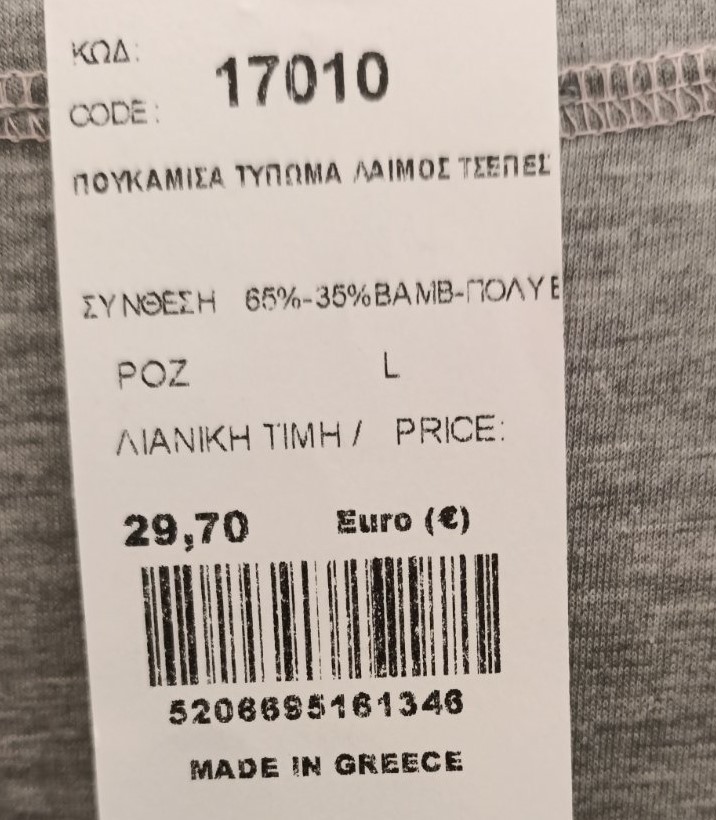 ΚΩΔ:
CODE: 17010
ΠΟΥΚΑΜΙΣΑ ΤΥΠΩΜΑ ΛΑΙΜΟΣ ΤΣΕΠΕΣ
ΣΥΝΘΕΣΗ 65%-35%ΒΑΜΒ-ΠΟΛΥΕ
ΡΟΖ L
ΛΙΑΝΙΚΗ ΤΙΜΗ / PRICE:
29,70 Euro (€)
5206695161346
MADE IN GREECE